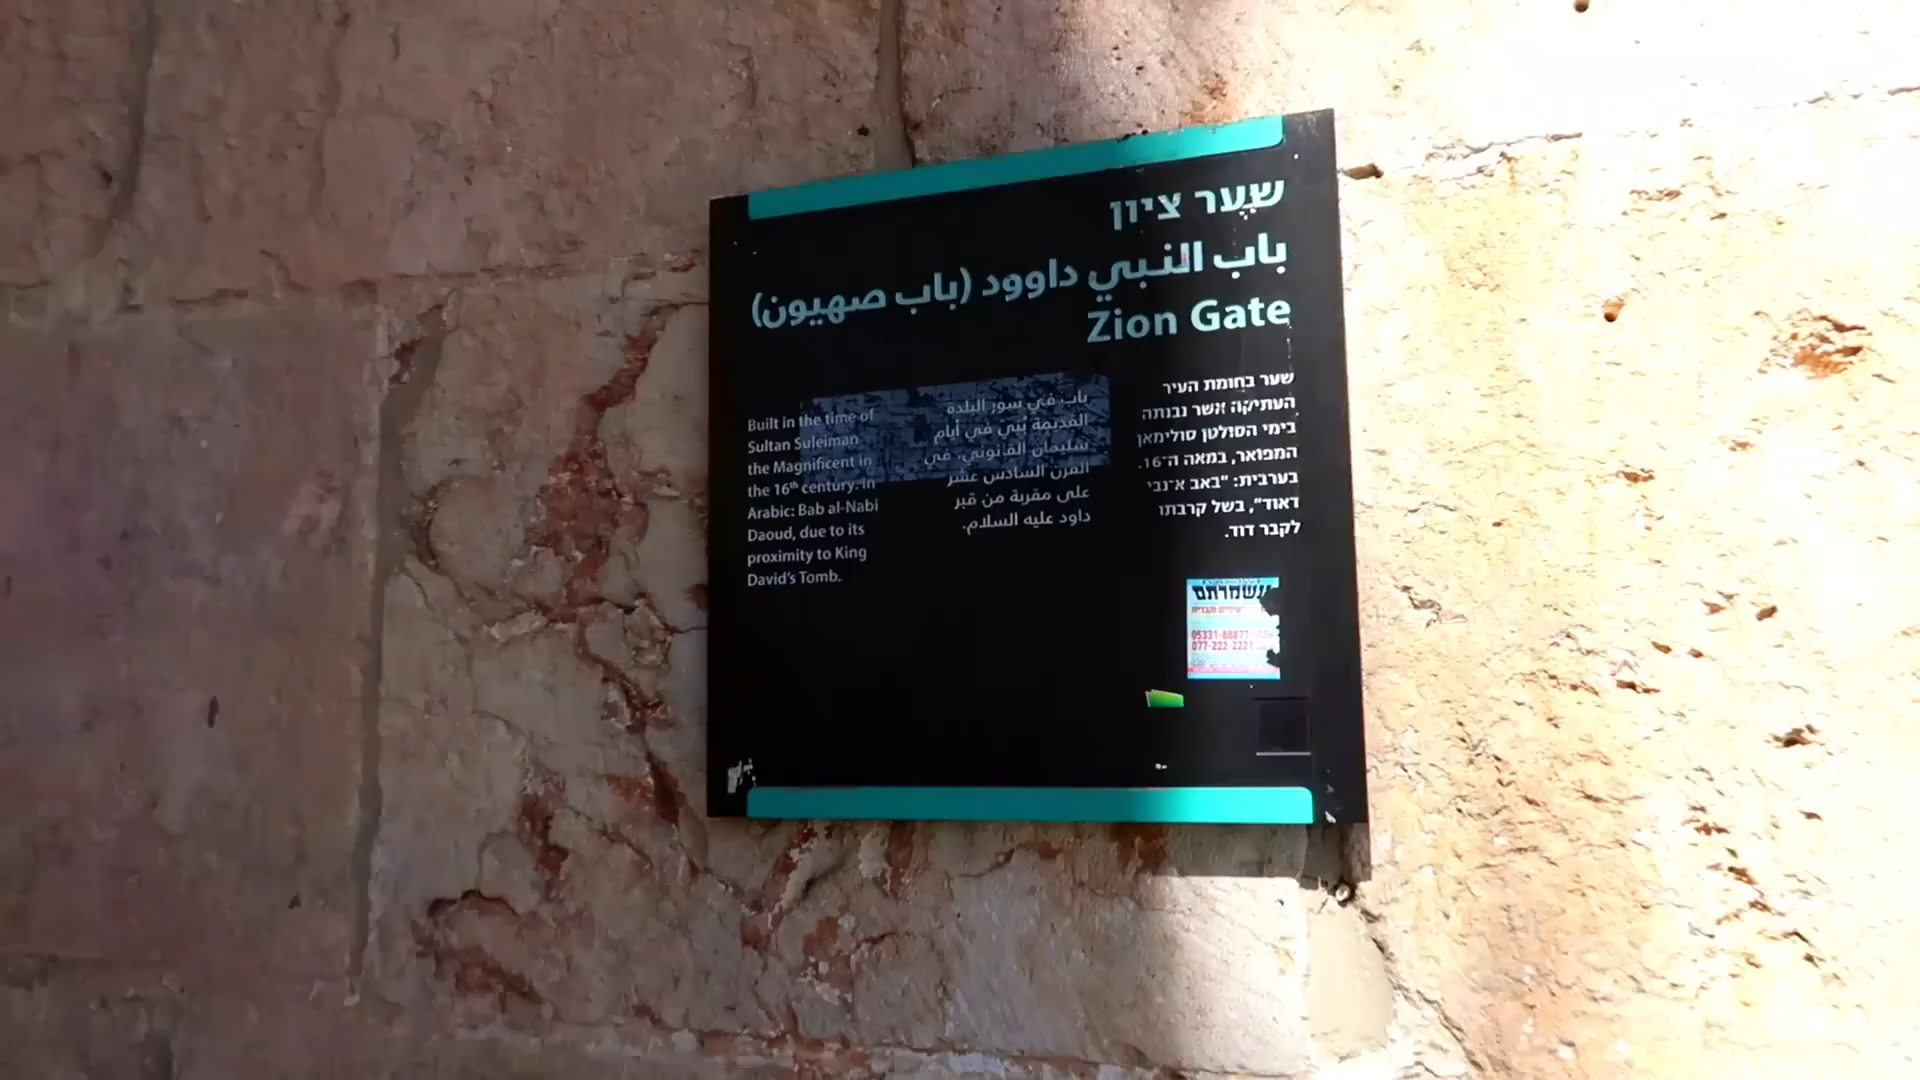 שער ציון
باب النبي داوود (باب صهيون)
Zion Gate
שער בחומת העיר
העתיקה אשר נבנתה
בימי הסולטן סולימאן
המפואר, במאה ה־16.
בערבית: "באב א־נבי
דאוד", בשל קרבתו
לקבר דוד.
باب في سور البلدة
القديمة بُنيّ في أيام
سليمان القانوني، في
القرن السادس عشر
على مقربة من قبر
داود عليه السلام.
Built in the time of
Sultan Suleiman
the Magnificent in
the 16th century. In
Arabic: Bab al-Nabi
Daoud, due to its
proximity to King
David's Tomb.
ונשמרתם
05331-88877
077-222-2221